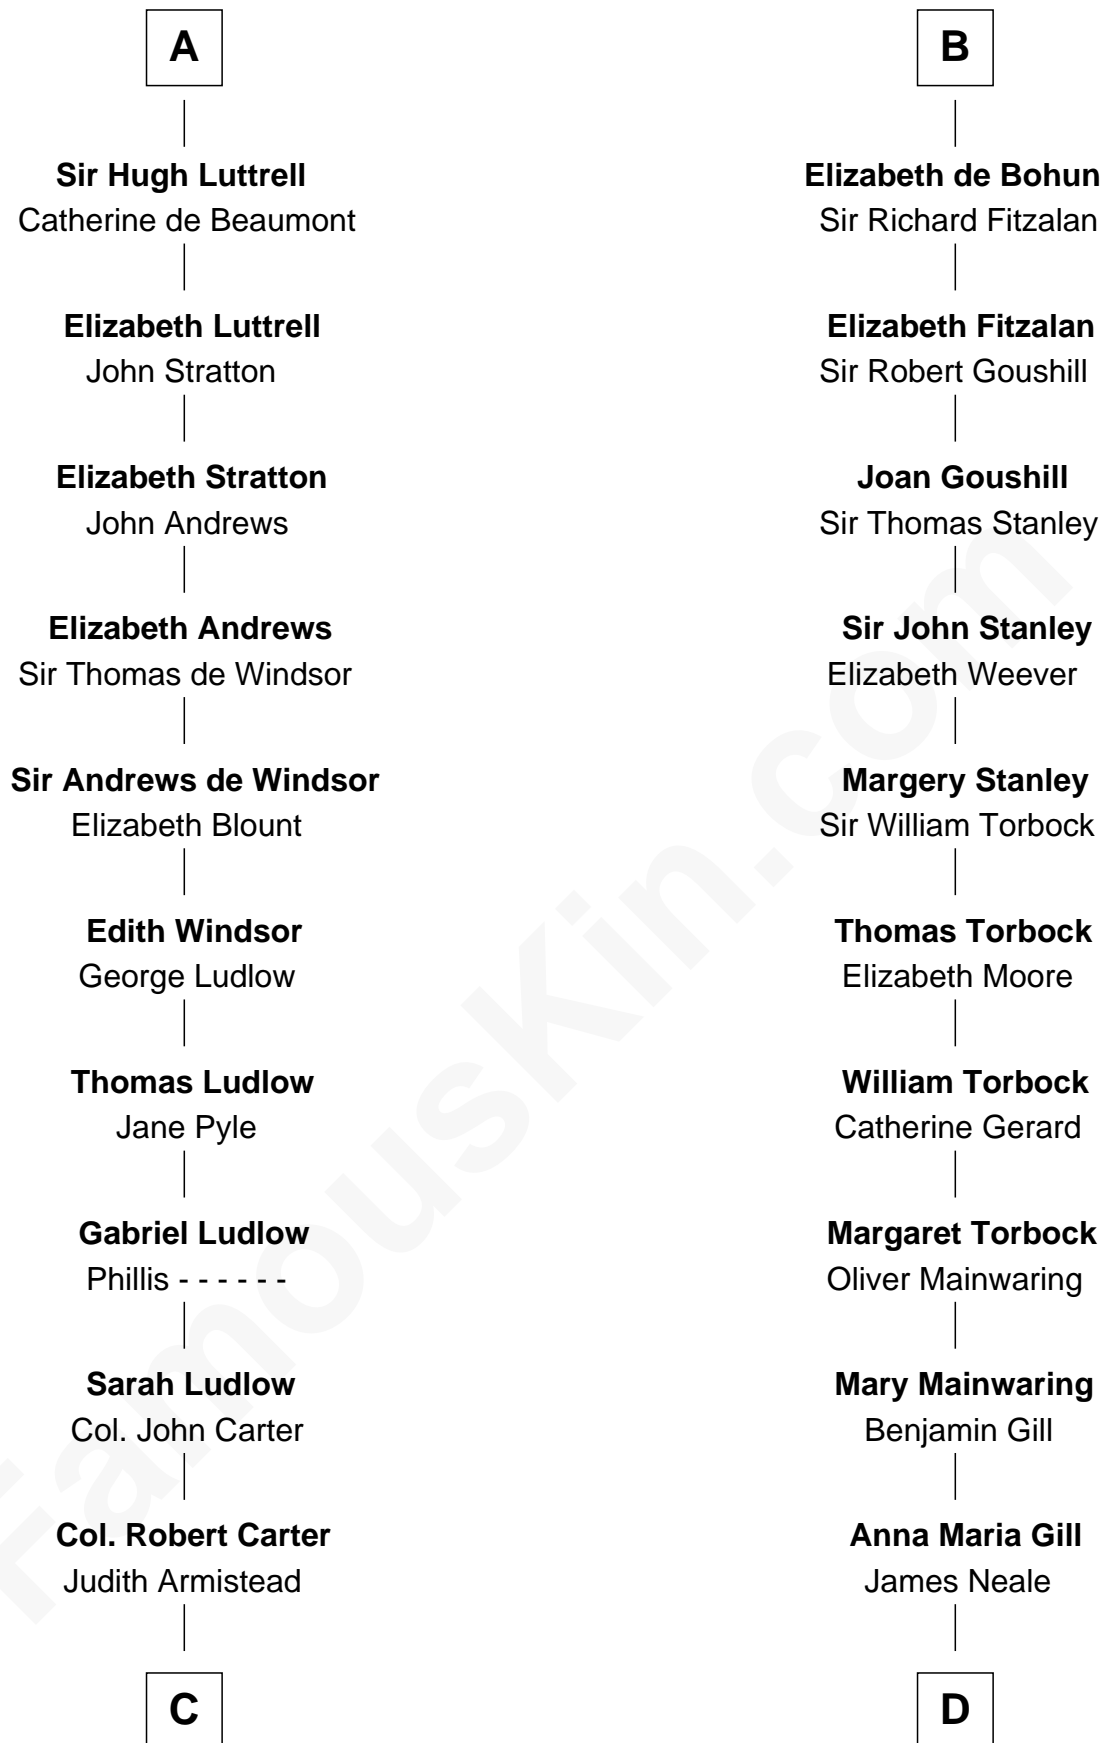 A
Sir Hugh Luttrell
Catherine de Beaumont
Elizabeth Luttrell
John Stratton
Elizabeth Stratton
John Andrews
Elizabeth Andrews
Sir Thomas de Windsor
Sir Andrews de Windsor
Elizabeth Blount
Edith Windsor
George Ludlow
Thomas Ludlow
Jane Pyle
Gabriel Ludlow
Phillis - - - - - -
Sarah Ludlow
Col. John Carter
Col. Robert Carter
Judith Armistead
C
B
Elizabeth de Bohun
Sir Richard Fitzalan
Elizabeth Fitzalan
Sir Robert Goushill
Joan Goushill
Sir Thomas Stanley
Sir John Stanley
Elizabeth Weever
Margery Stanley
Sir William Torbock
Thomas Torbock
Elizabeth Moore
William Torbock
Catherine Gerard
Margaret Torbock
Oliver Mainwaring
Mary Mainwaring
Benjamin Gill
Anna Maria Gill
James Neale
D
FamousKin.com